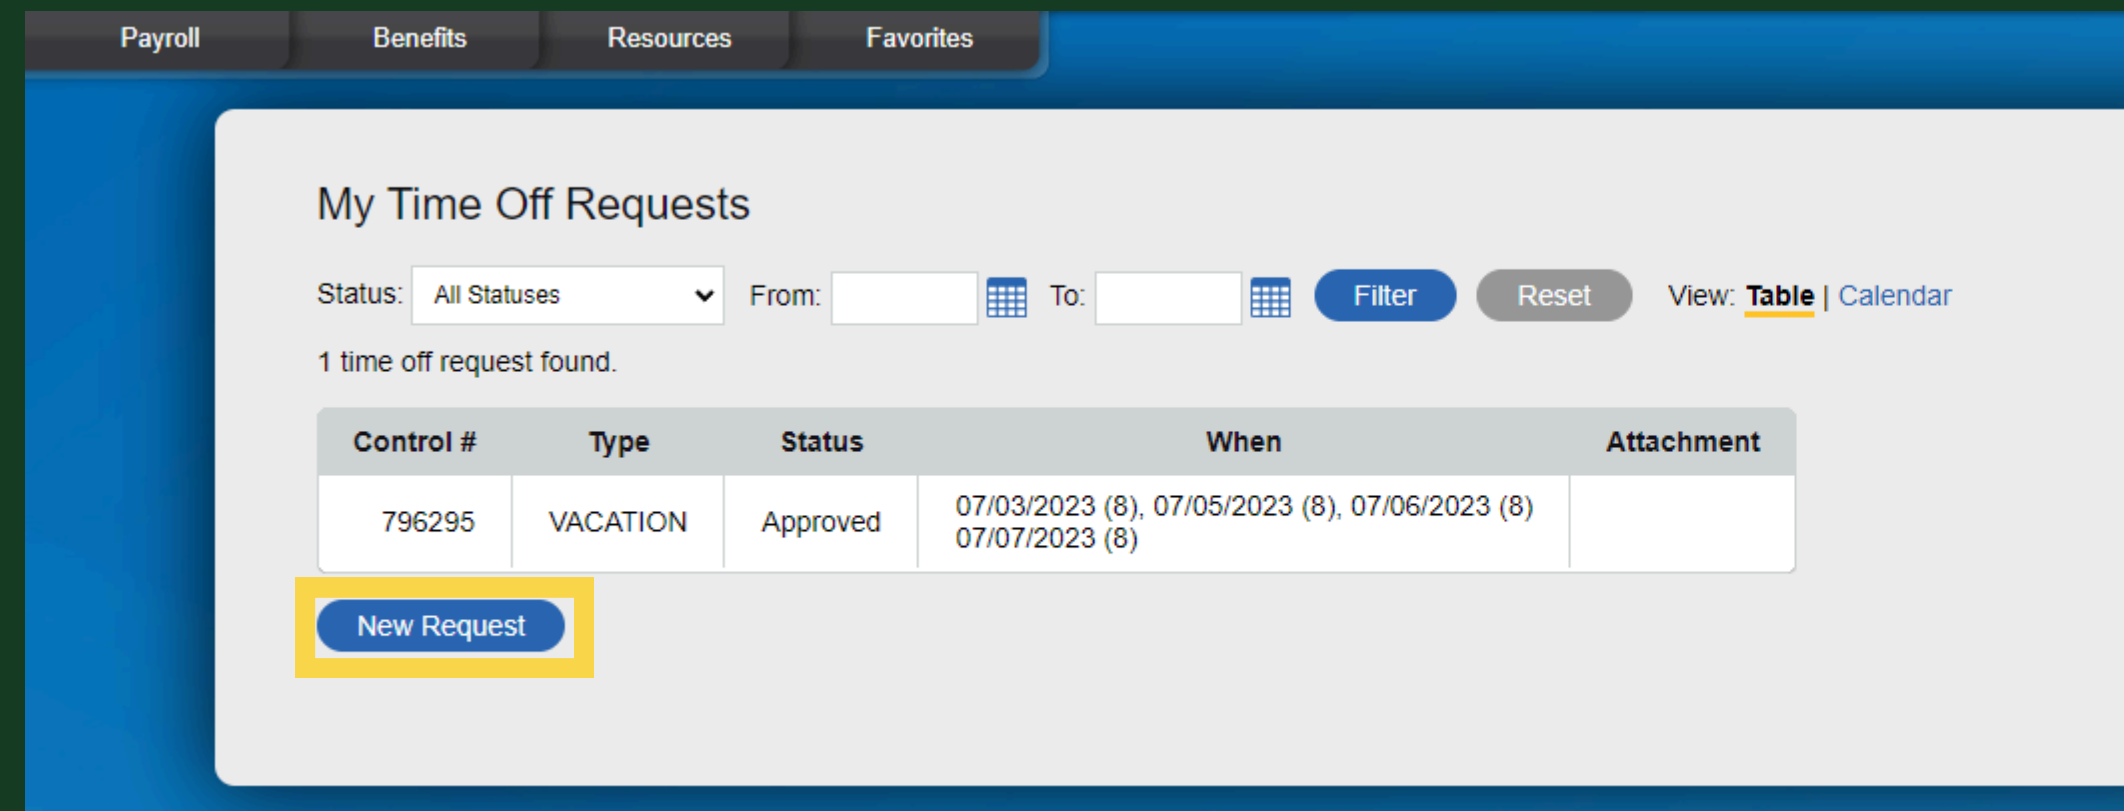 Payroll Benefits Resources Favorites
My Time Off Requests
Status: All Statuses From: To: Filter Reset View: Table | Calendar
1 time off request found.
Control # Type Status When Attachment
796295 VACATION Approved 07/03/2023 (8), 07/05/2023 (8), 07/06/2023 (8)
07/07/2023 (8)
New Request